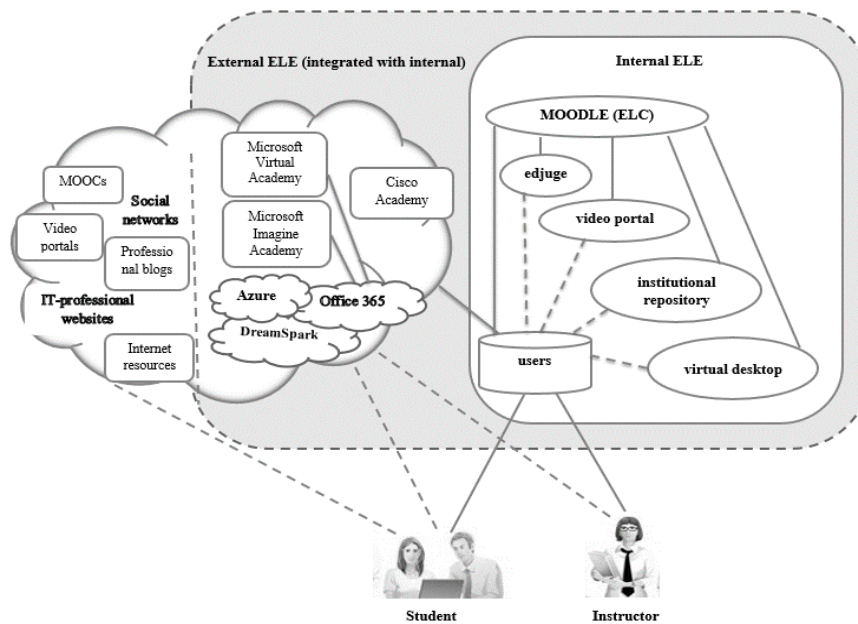 External ELE (integrated with internal)
Internal ELE
MOODLE (ELC)
Microsoft
Virtual
Academy
edjuge
MOOCs
Cisco
Academy
Social
networks
Video
portals
Microsoft
Imagine
Academy
video portal
Professio
nal blogs
institutional
repository
Azure
Office 365
IT-professional
websites
DreamSpark
Internet
resources
users
virtual desktop
Student
Instructor